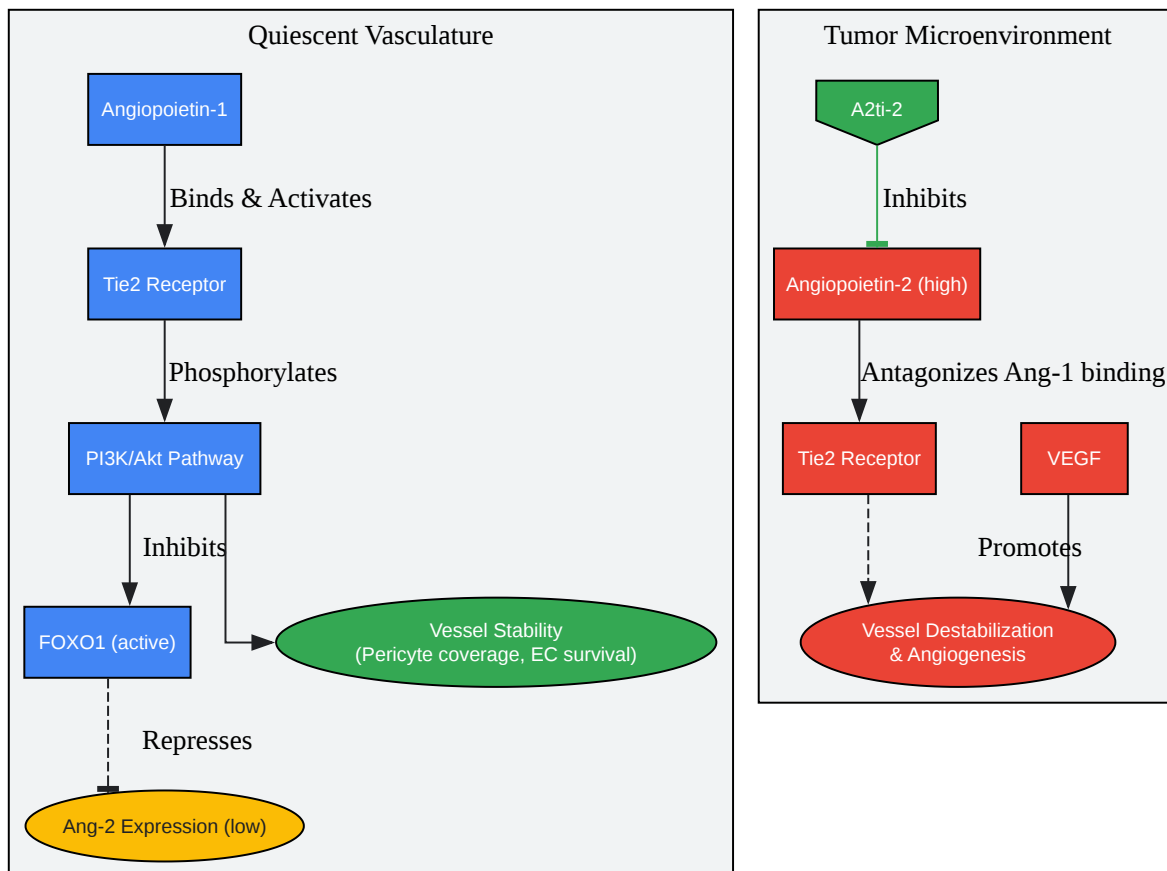 Quiescent Vasculature
Angiopoietin-1
Binds & Activates
Tie2 Receptor
Phosphorylates
PI3K/Akt Pathway
Inhibits
FOXO1 (active)
Vessel Stability
(Pericyte coverage, EC survival)
Represses
Ang-2 Expression (low)
Tumor Microenvironment
A2ti-2
Inhibits
Angiopoietin-2 (high)
Antagonizes Ang-1 binding
Tie2 Receptor
VEGF
Promotes
Vessel Destabilization
& Angiogenesis